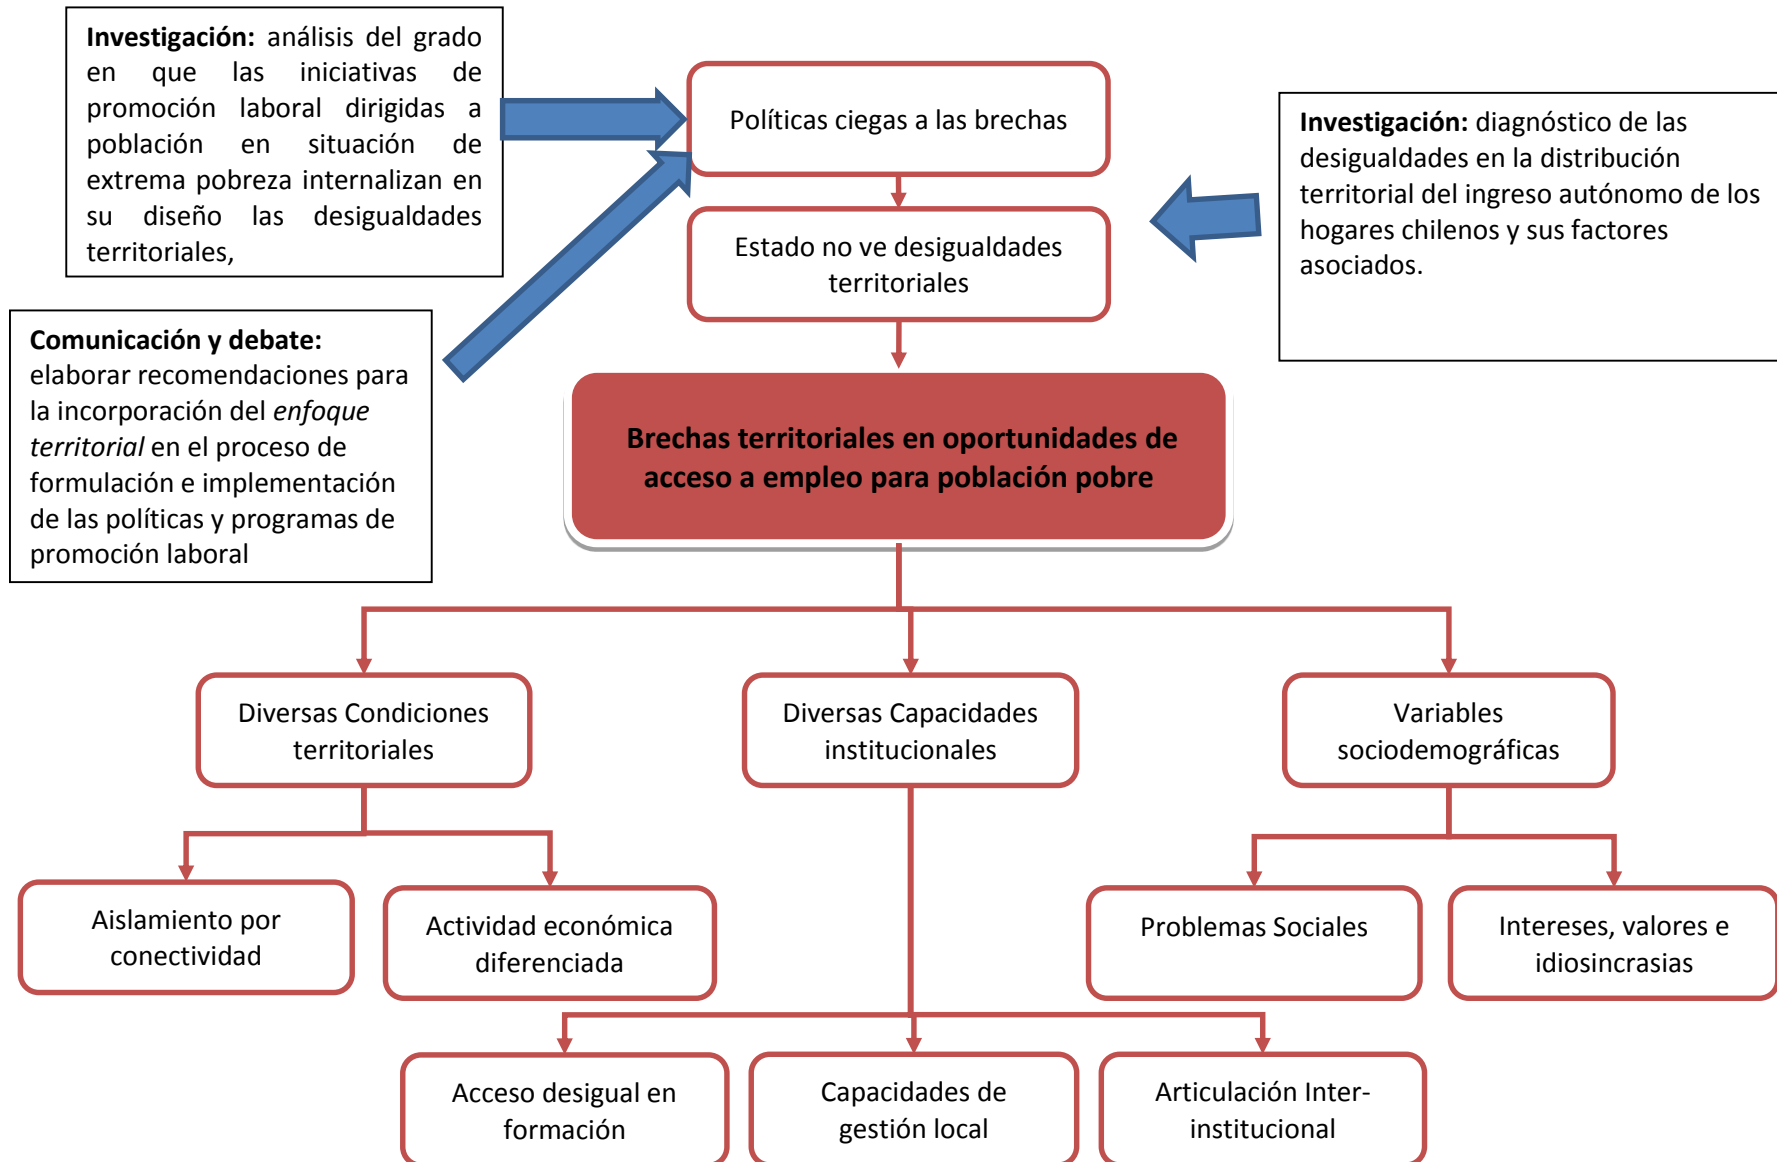 Investigación: análisis del grado
en que las iniciativas de
promoción laboral dirigidas a
población en situación de
extrema pobreza internalizan en
su diseño las desigualdades
territoriales,
Políticas ciegas a las brechas
Investigación: diagnóstico de las
desigualdades en la distribución
territorial del ingreso autónomo de los
hogares chilenos y sus factores
asociados.
Estado no ve desigualdades
territoriales
Comunicación y debate:
elaborar recomendaciones para
la incorporación del enfoque
territorial en el proceso de
formulación e implementación
de las políticas y programas de
promoción laboral
Brechas territoriales en oportunidades de
acceso a empleo para población pobre
Diversas Condiciones
territoriales
Diversas Capacidades
institucionales
Variables
sociodemográficas
Aislamiento por
conectividad
Actividad económica
diferenciada
Problemas Sociales
Intereses, valores e
idiosincrasias
Acceso desigual en
formación
Capacidades de
gestión local
Articulación Inter-
institucional